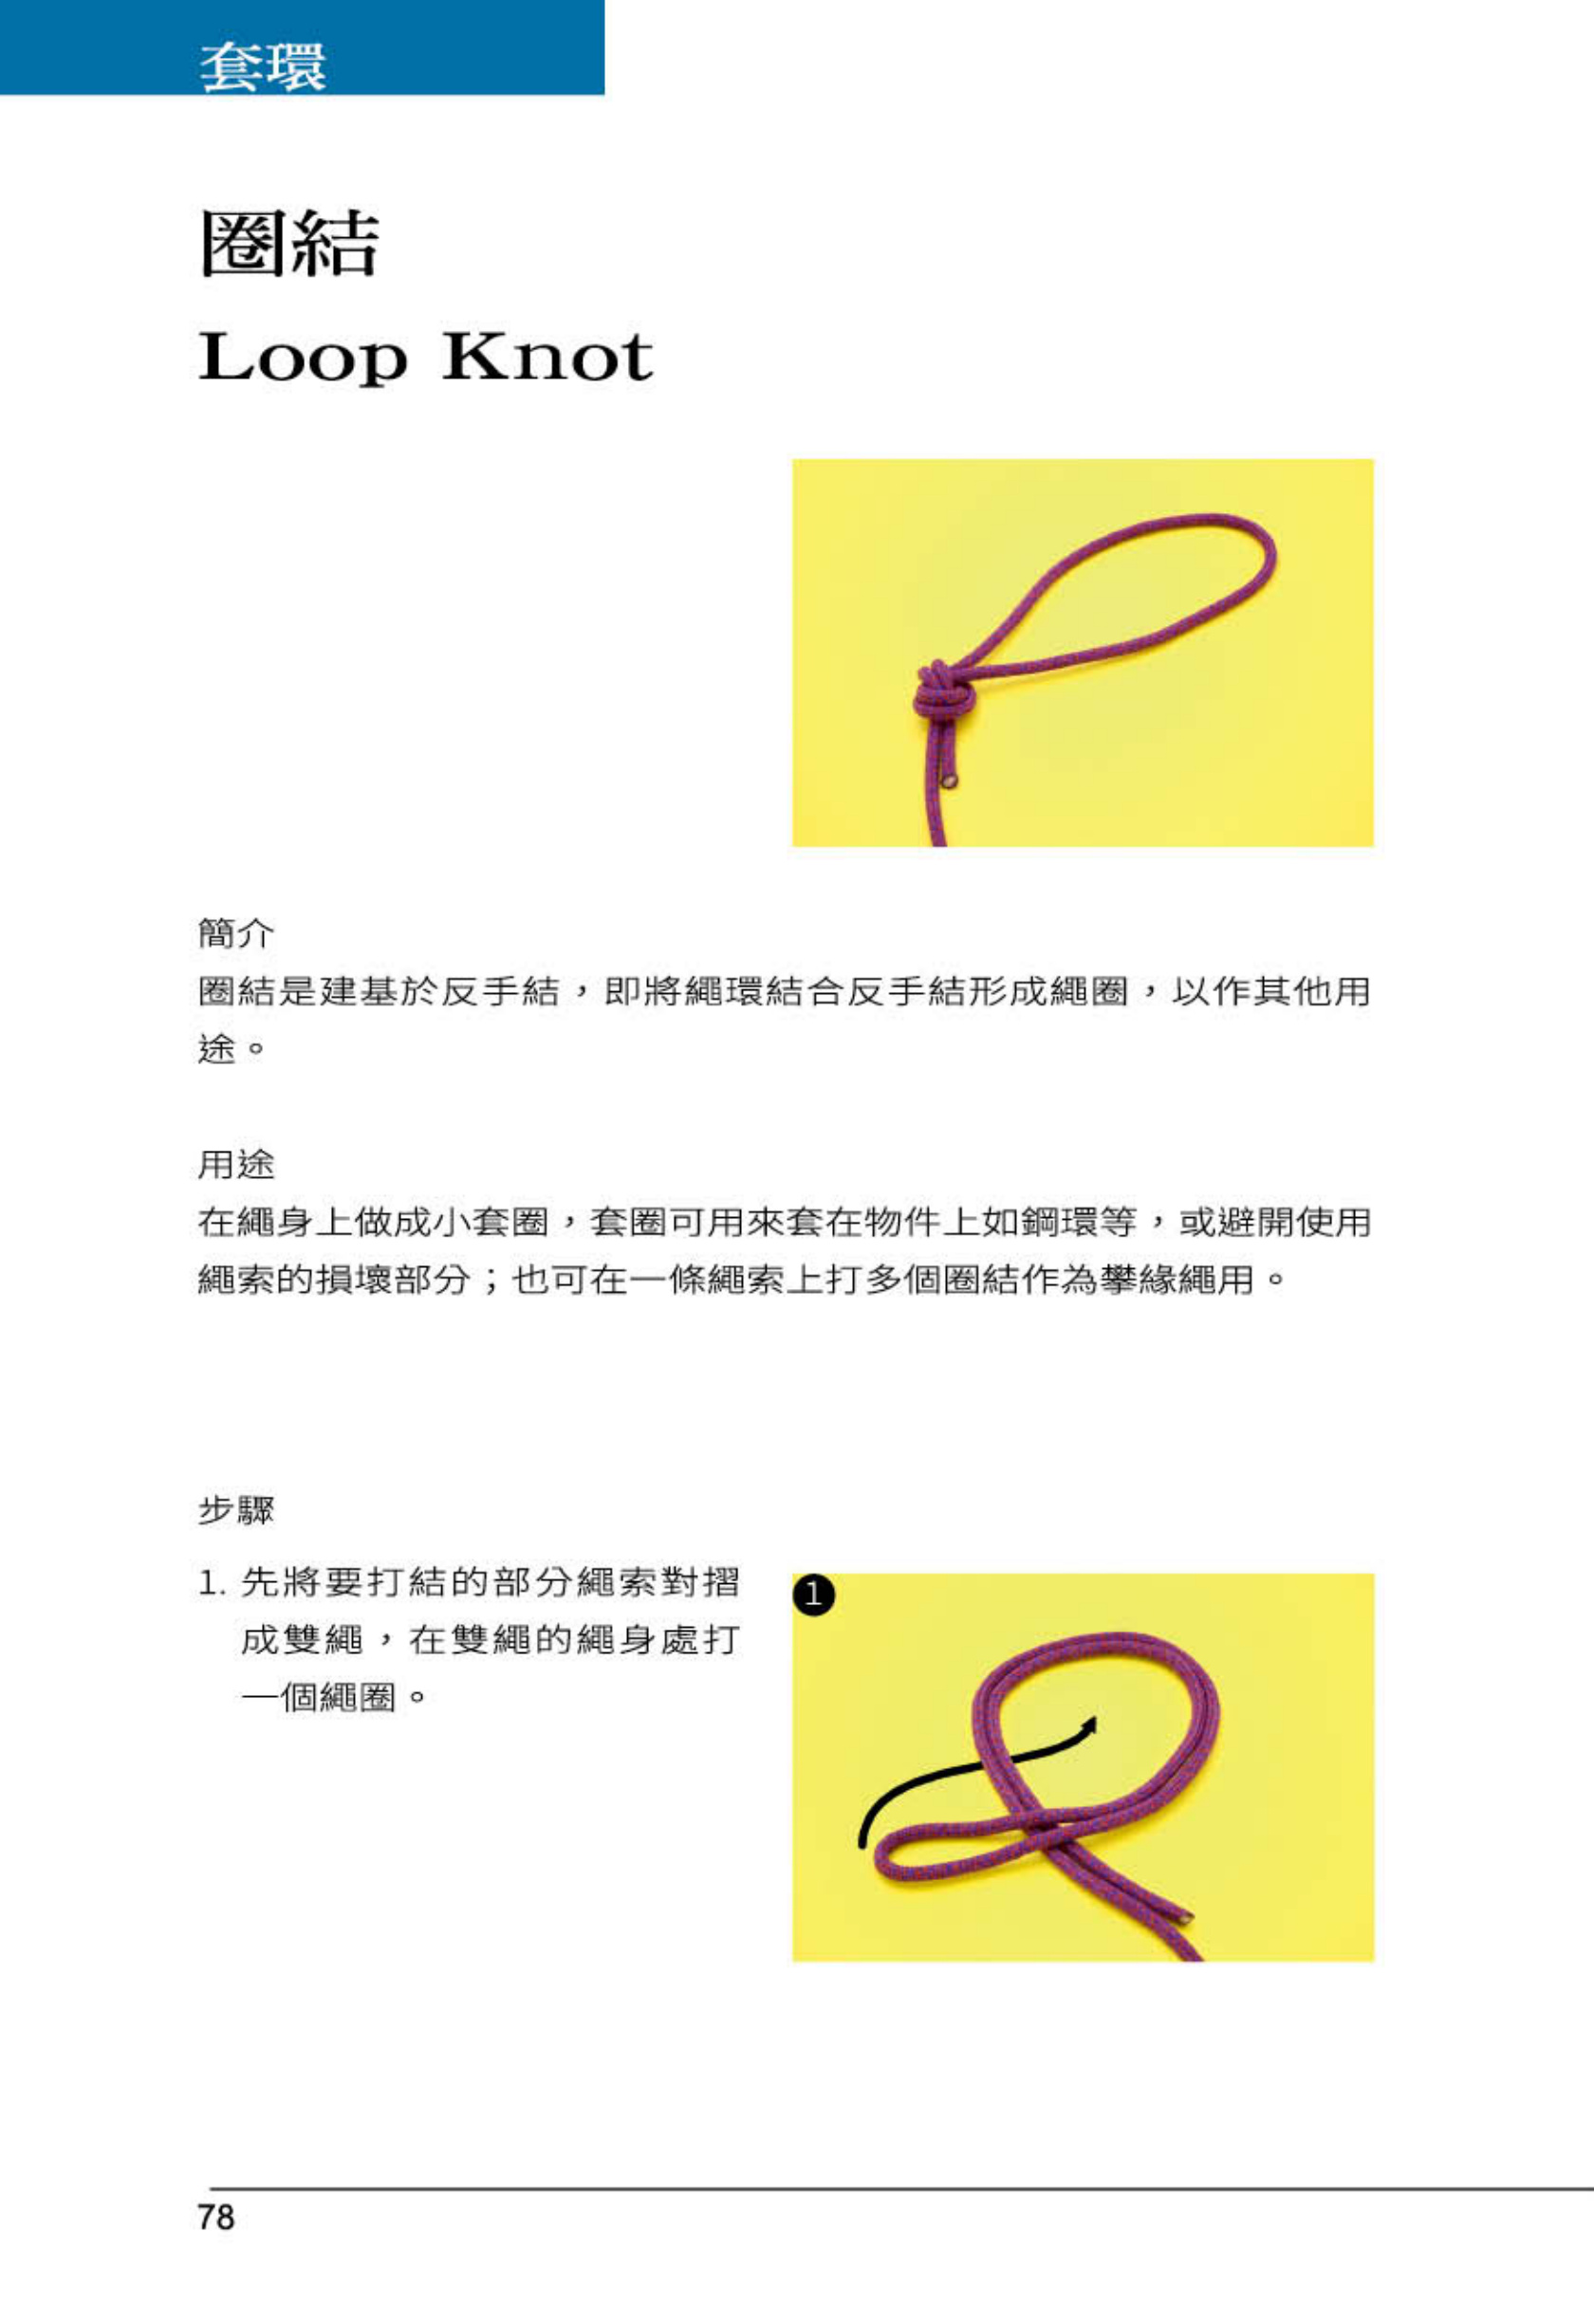 套環
圈結
Loop Knot
簡介
圈結是建基於反手結，即將繩環結合反手結形成繩圈，以作其他用
途。
用途
在繩身上做成小套圈，套圈可用來套在物件上如鋼環等，或避開使用
繩索的損壞部分；也可在一條繩索上打多個圈結作為攀緣繩用。
步驟
1. 先將要打結的部分繩索對摺
成雙繩，在雙繩的繩身處打
一個繩圈。
1
78